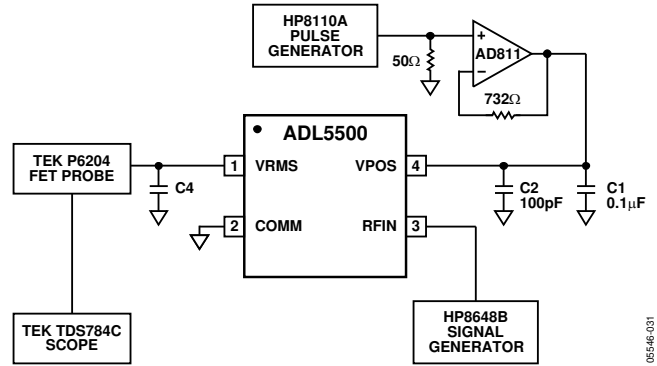 HP8110A
PULSE
GENERATOR
50Ω
+
AD811
–
732Ω
ADL5500
TEK P6204
FET PROBE
C4
1
VRMS
VPOS
4
C2
100pF
C1
0.1µF
2
COMM
RFIN
3
TEK TDS784C
SCOPE
HP8648B
SIGNAL
GENERATOR
05546-031